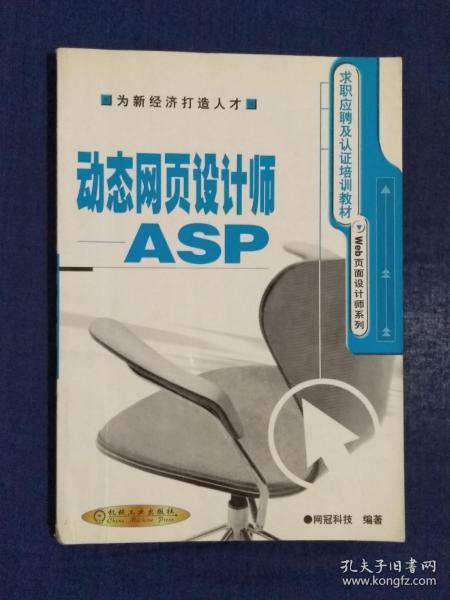 为新经济打造人才
动态网页设计师
ASP
求职应聘及认证培训教材
Web页面设计师系列
机械工业出版社
China Machine Press
●网冠科技 编著
孔夫子旧书网
www.kongfz.com